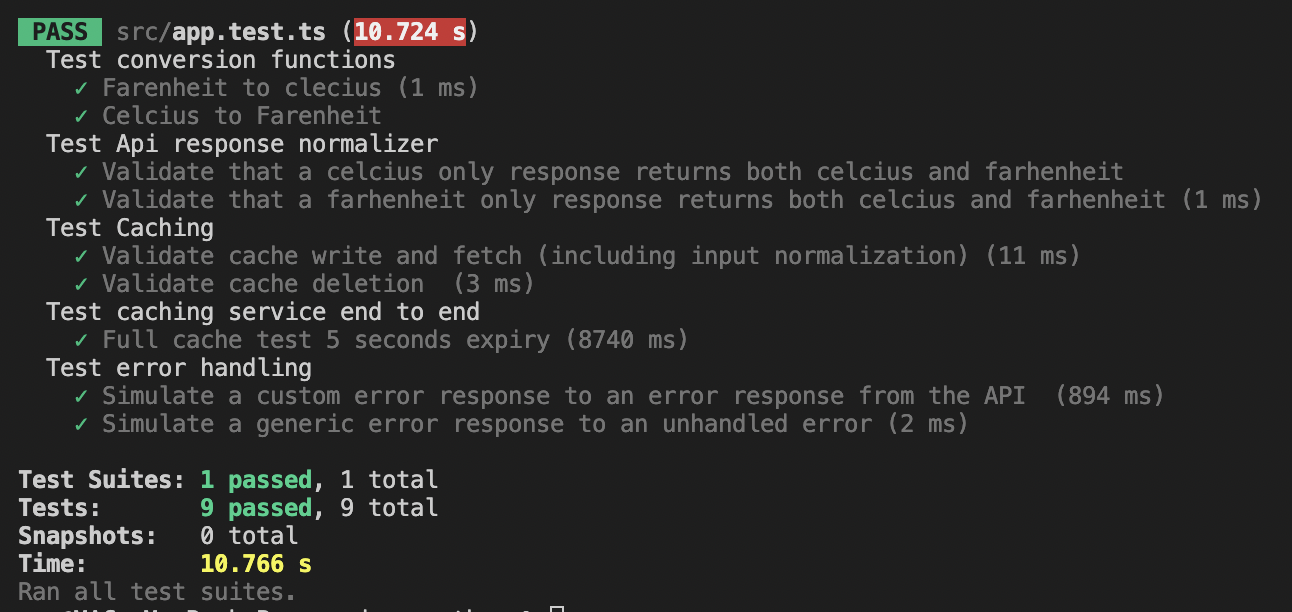 PASS src/app.test.ts (10.724 s)
Test conversion functions
✓ Farenheit to clecius (1 ms)
✓ Celcius to Farenheit
Test Api response normalizer
✓ Validate that a celcius only response returns both celcius and farhenheit
✓ Validate that a farhenheit only response returns both celcius and farhenheit (1 ms)
Test Caching
✓ Validate cache write and fetch (including input normalization) (11 ms)
✓ Validate cache deletion  (3 ms)
Test caching service end to end
✓ Full cache test 5 seconds expiry (8740 ms)
Test error handling
✓ Simulate a custom error response to an error response from the API  (894 ms)
✓ Simulate a generic error response to an unhandled error (2 ms)
Test Suites: 1 passed, 1 total
Tests: 9 passed, 9 total
Snapshots: 0 total
Time: 10.766 s
Ran all test suites.